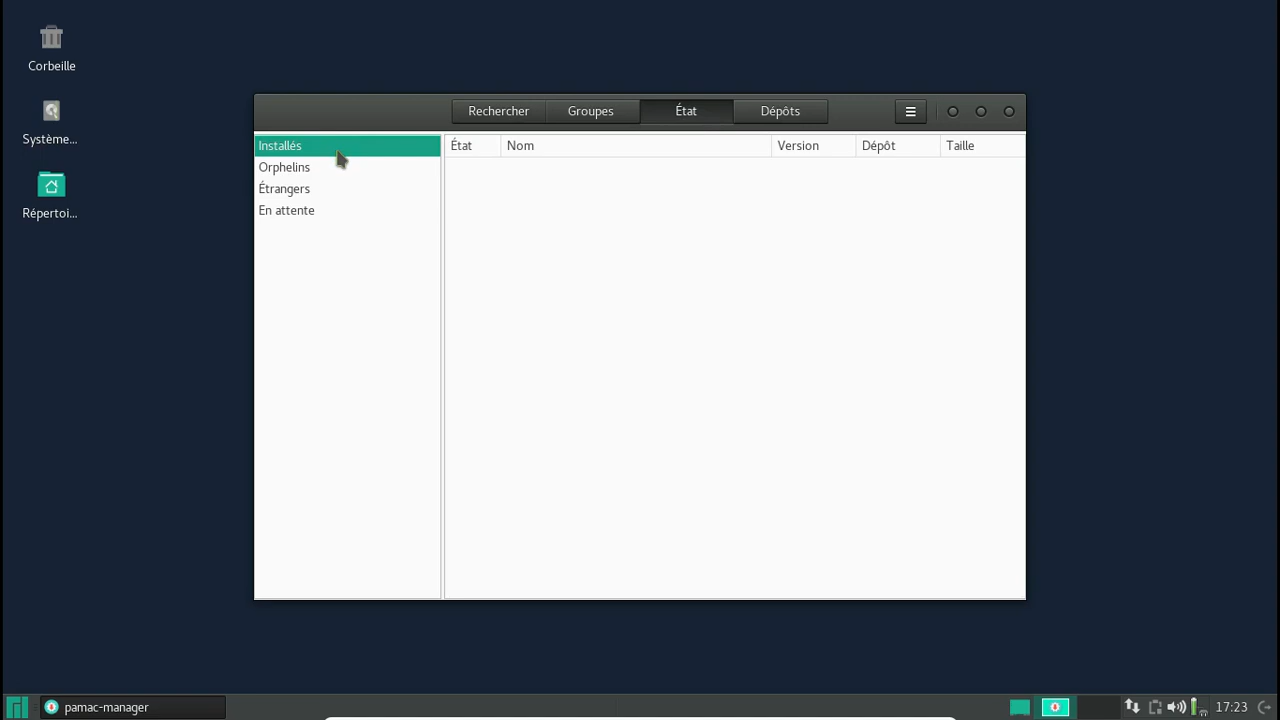 Corbeille
Système...
Répertoi...
Rechercher Groupes État Dépôts
Installés
Orphelins
Étrangers
En attente
État Nom Version Dépôt Taille
pamac-manager
17:23